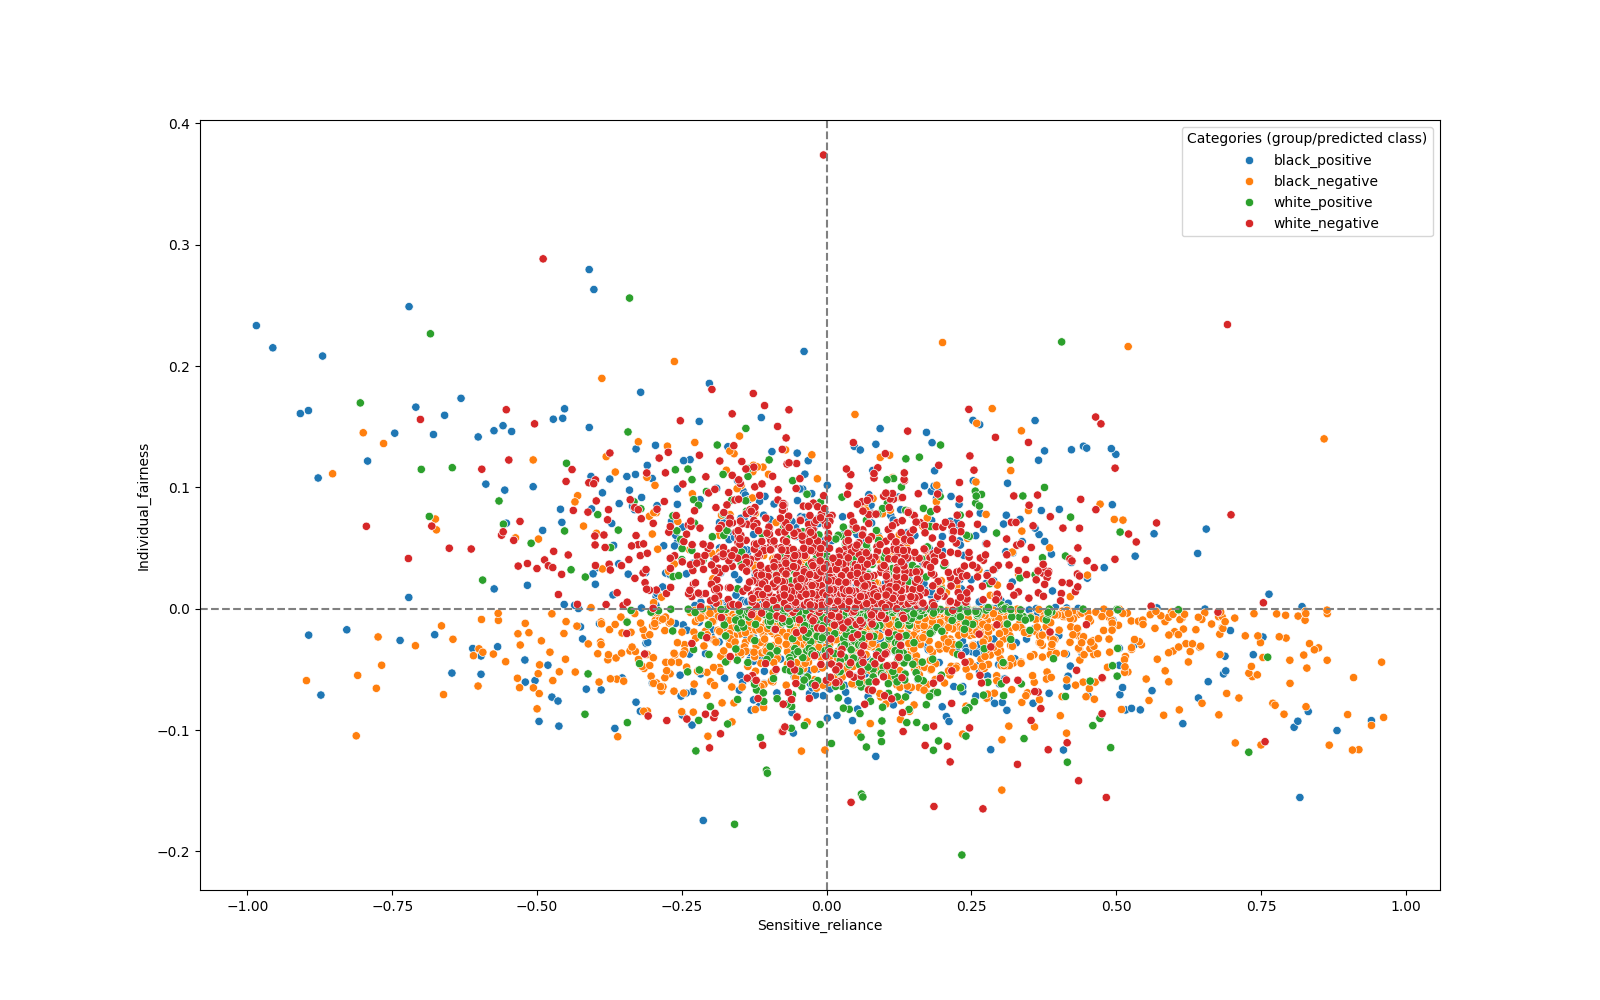 Categories (group/predicted class)
black_positive
black_negative
white_positive
white_negative
0.4
0.3
0.2
0.1
0.0
−0.1
−0.2
Individual_fairness
−1.00
−0.75
−0.50
−0.25
0.00
0.25
0.50
0.75
1.00
Sensitive_reliance